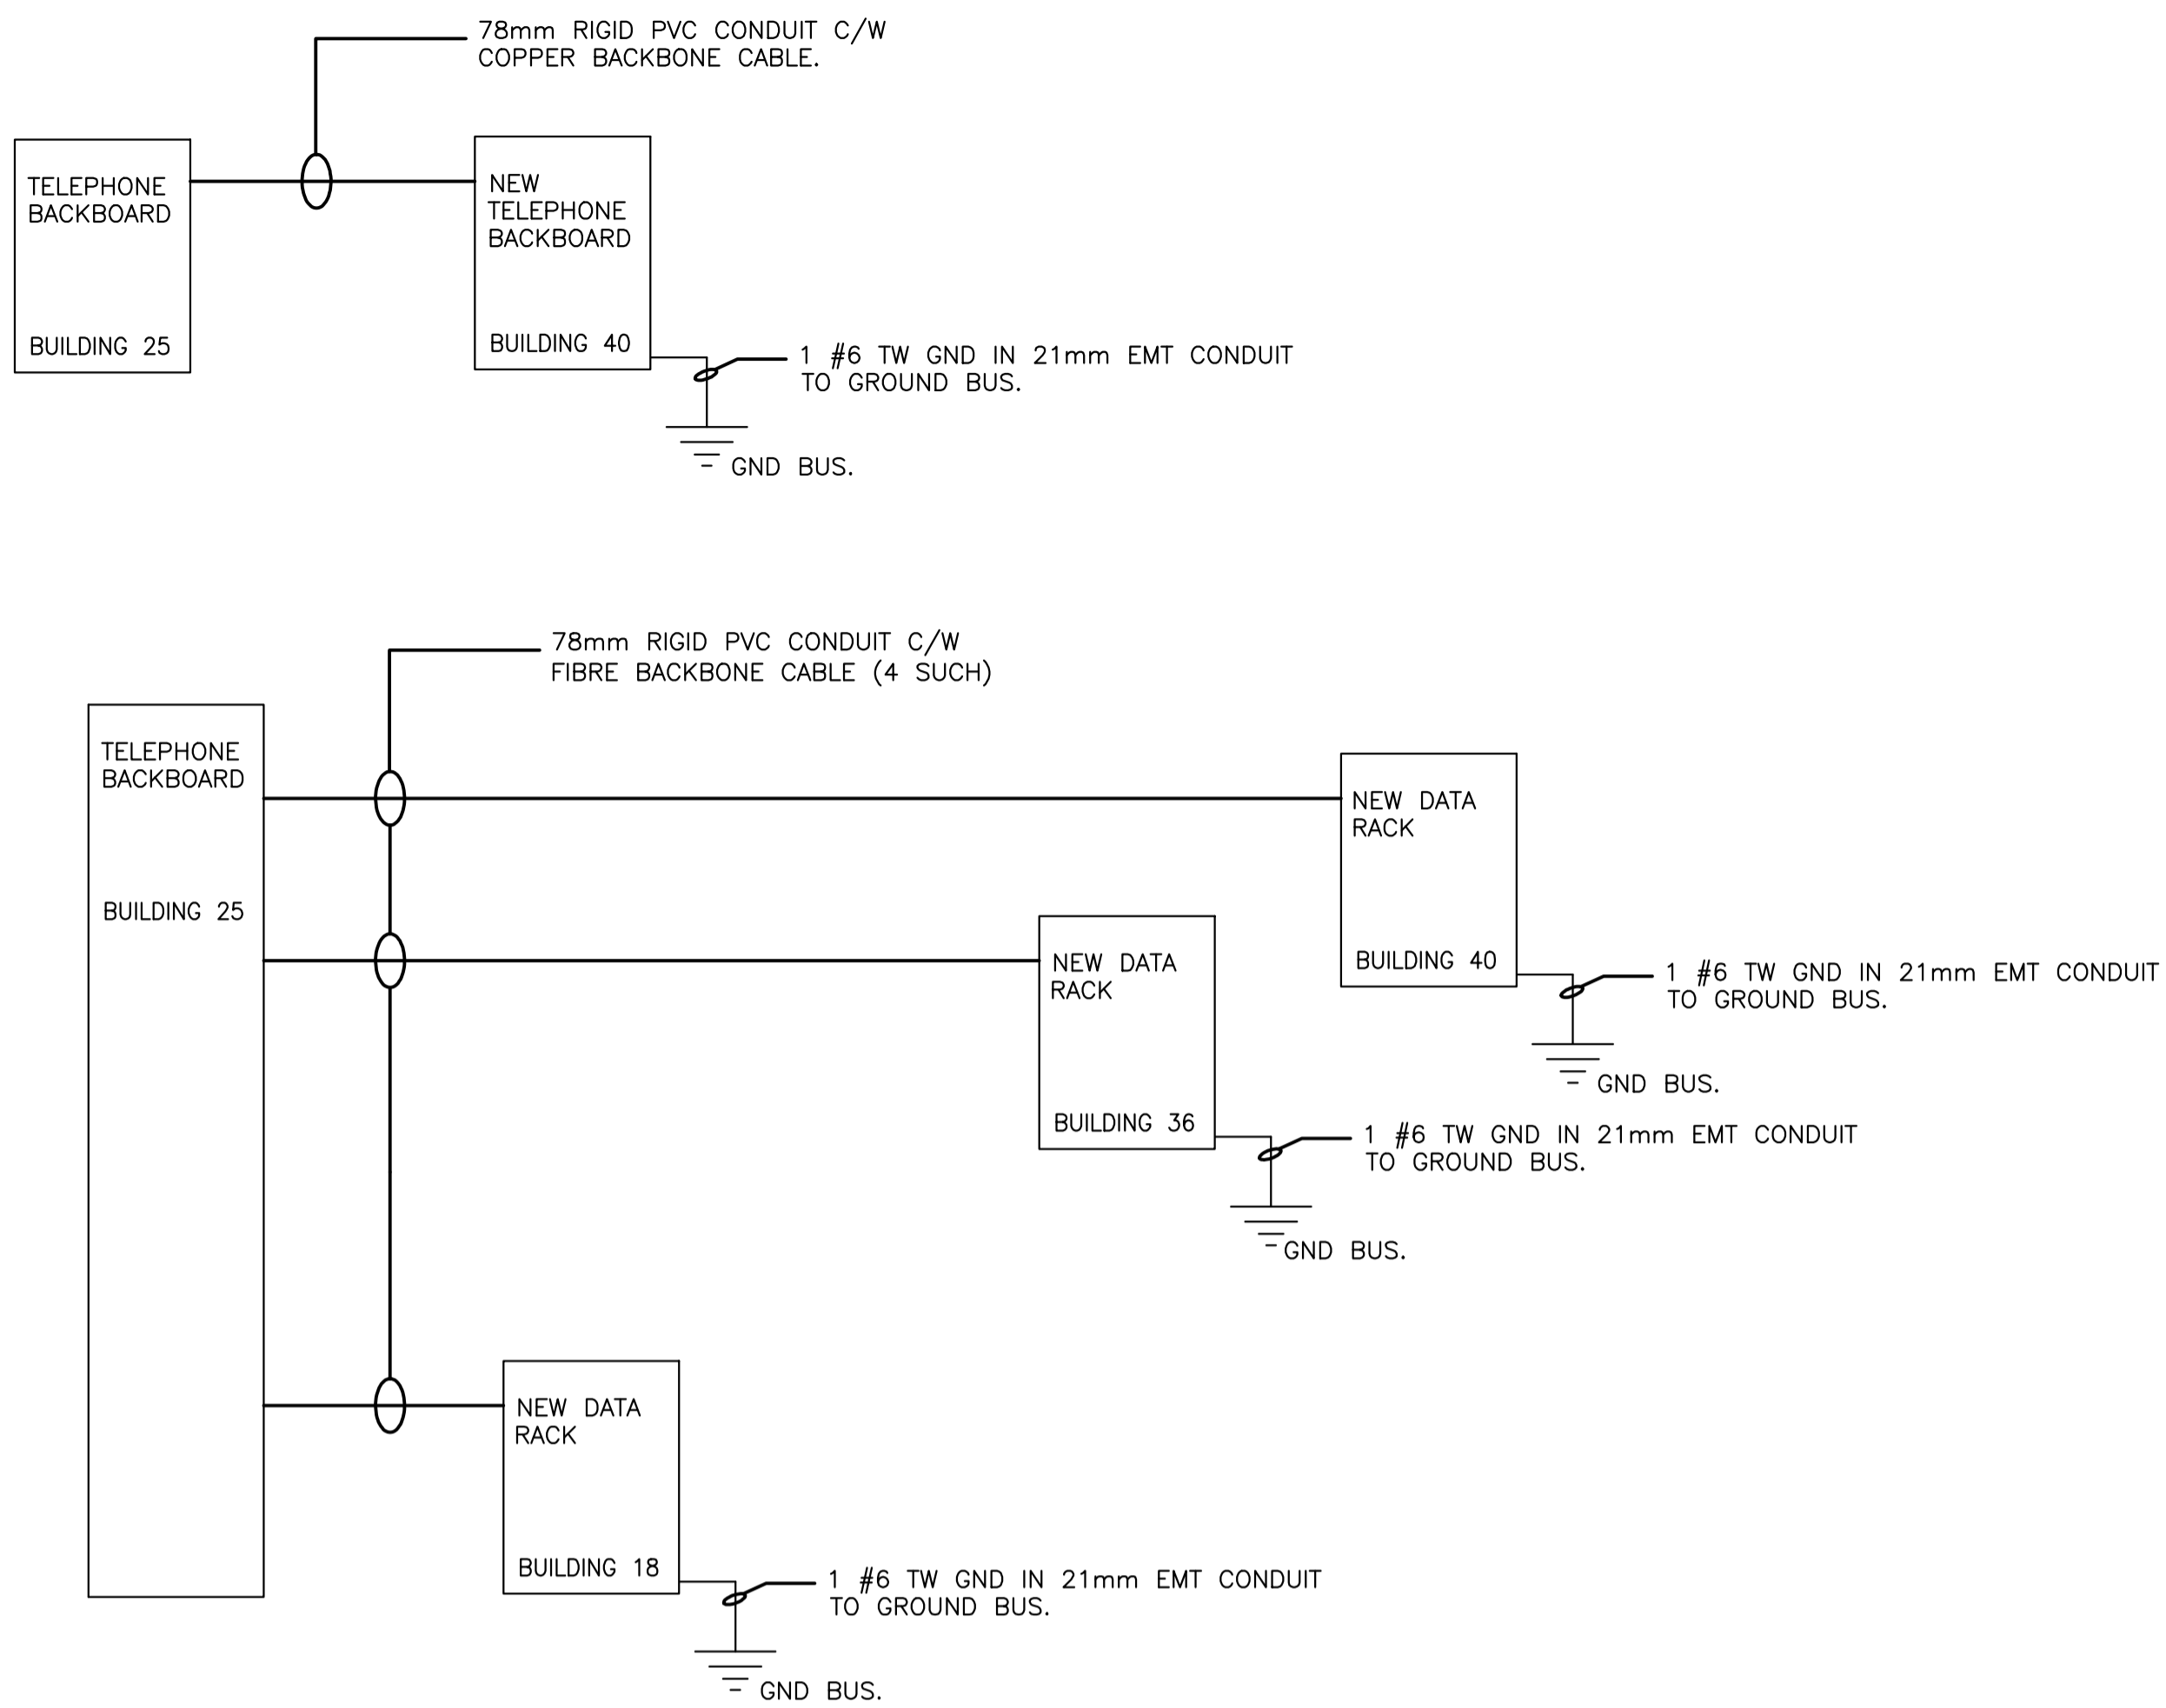 78mm RIGID PVC CONDUIT C/W
COPPER BACKBONE CABLE.
TELEPHONE
BACKBOARD
BUILDING 25
NEW
TELEPHONE
BACKBOARD
BUILDING 40
1 #6 TW GND IN 21mm EMT CONDUIT
TO GROUND BUS.
GND BUS.
78mm RIGID PVC CONDUIT C/W
FIBRE BACKBONE CABLE (4 SUCH)
TELEPHONE
BACKBOARD
BUILDING 25
NEW DATA
RACK
BUILDING 40
1 #6 TW GND IN 21mm EMT CONDUIT
TO GROUND BUS.
GND BUS.
NEW DATA
RACK
BUILDING 36
1 #6 TW GND IN 21mm EMT CONDUIT
TO GROUND BUS.
GND BUS.
NEW DATA
RACK
BUILDING 18
1 #6 TW GND IN 21mm EMT CONDUIT
TO GROUND BUS.
GND BUS.